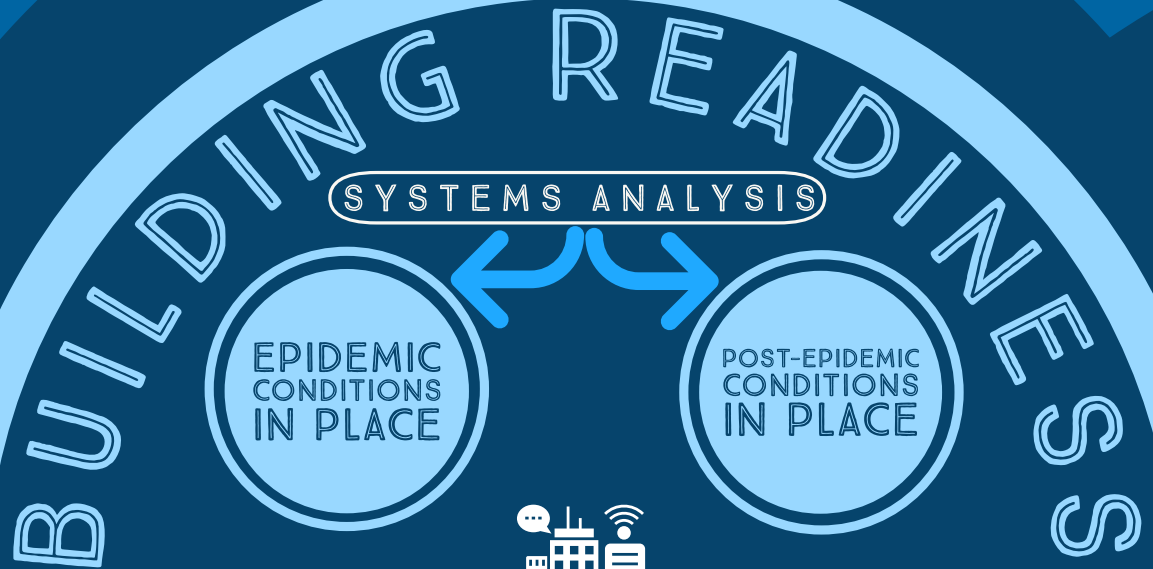 BUILDING READINESS
SYSTEMS ANALYSIS
EPIDEMIC
CONDITIONS
IN PLACE
POST-EPIDEMIC
CONDITIONS
IN PLACE